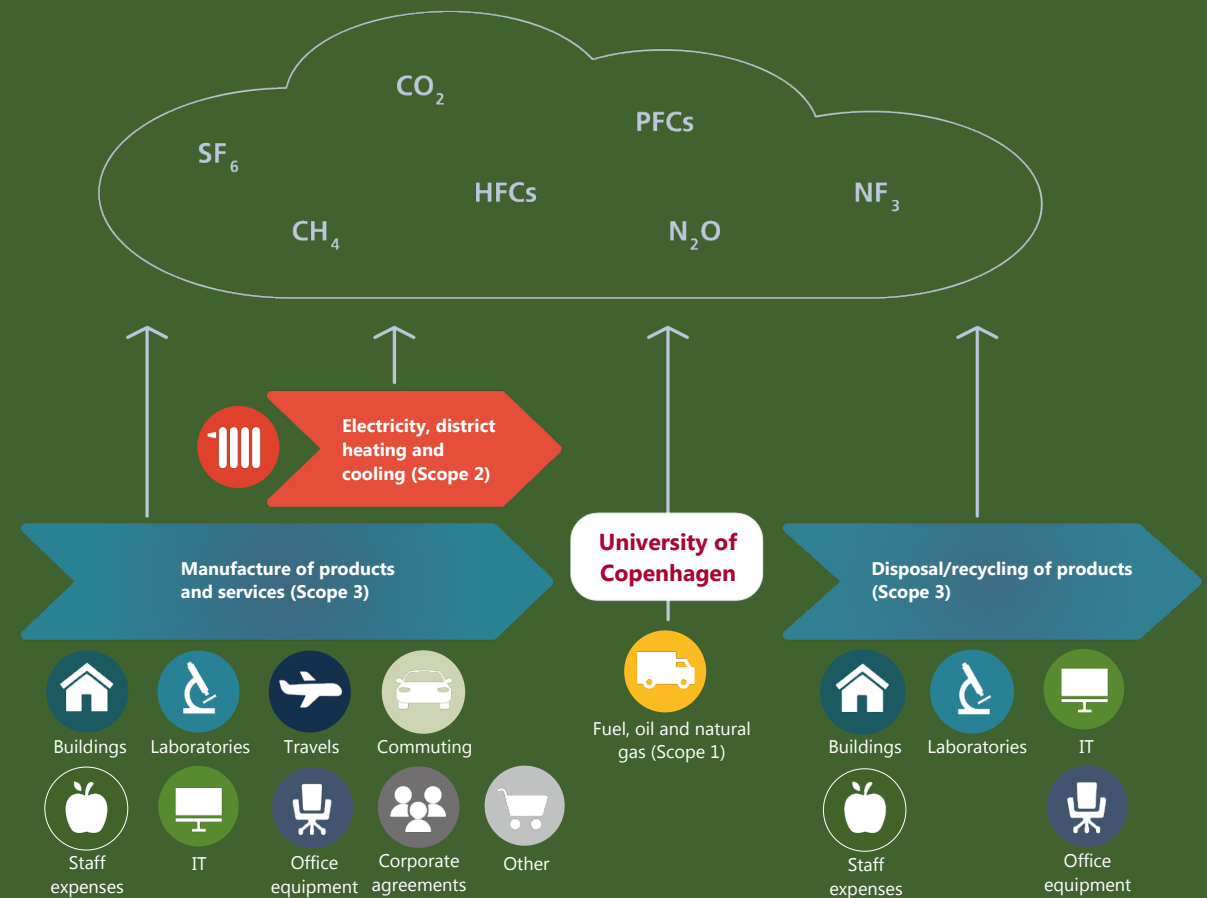 CO₂
PFCs
SF₆
HFCs
NF₃
CH₄
N₂O
Electricity, district
heating and
cooling (Scope 2)
Manufacture of products
and services (Scope 3)
University of
Copenhagen
Disposal/recycling of products
(Scope 3)
Fuel, oil and natural
gas (Scope 1)
Buildings
Laboratories
Travels
Commuting
Staff
expenses
IT
Office
equipment
Corporate
agreements
Other
Buildings
Laboratories
IT
Staff
expenses
Office
equipment